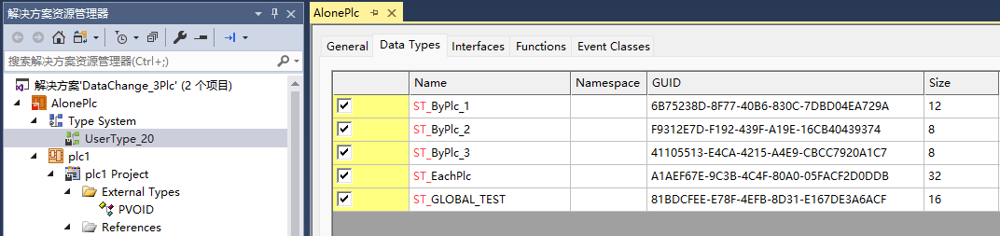 解决方案资源管理器
搜索解决方案资源管理器(Ctrl+;)
解决方案'DataChange_3Plc' (2 个项目)
AlonePlc
Type System
UserType_20
plc1
plc1 Project
External Types
PVOID
References
AlonePlc
General Data Types Interfaces Functions Event Classes
Name Namespace GUID Size
ST_ByPlc_1 6B75238D-8F77-40B6-830C-7DBD04EA729A 12
ST_ByPlc_2 F9312E7D-F192-439F-A19E-16CB40439374 8
ST_ByPlc_3 41105513-E4CA-4215-A4E9-CBCC7920A1C7 8
ST_EachPlc A1AEF67E-9C3B-4C4F-80A0-05FACF2D0DDB 32
ST_GLOBAL_TEST 81BDCFEE-E78F-4EFB-8D31-E167DE3A6ACF 16